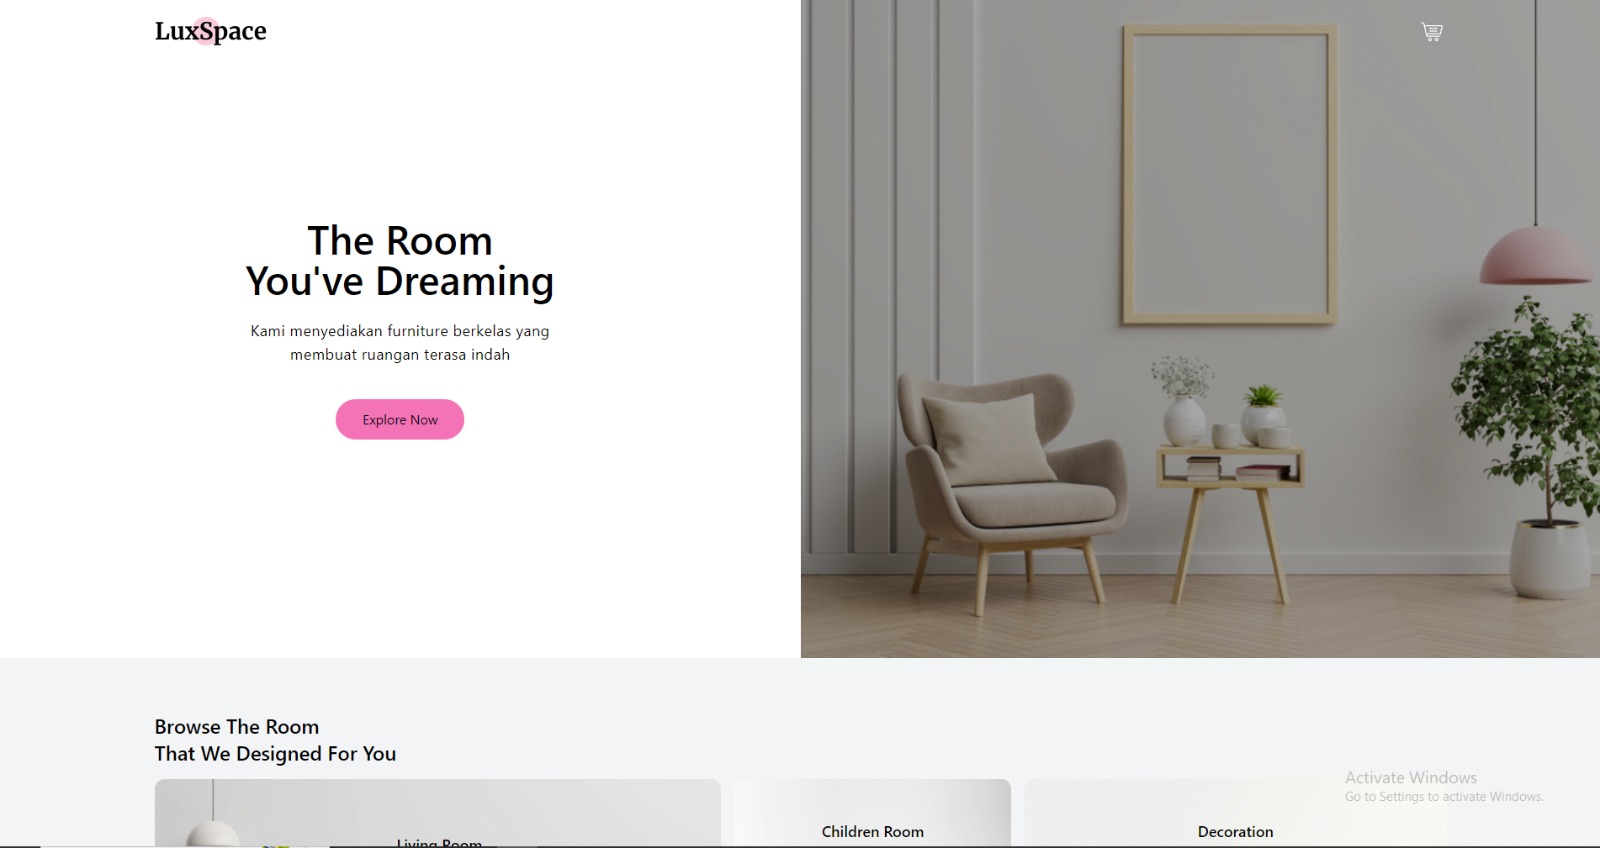 LuxSpace
The Room
You've Dreaming
Kami menyediakan furniture berkelas yang
membuat ruangan terasa indah
Explore Now
Browse The Room
That We Designed For You
Living Room
Children Room
Decoration
Activate Windows
Go to Settings to activate Windows.